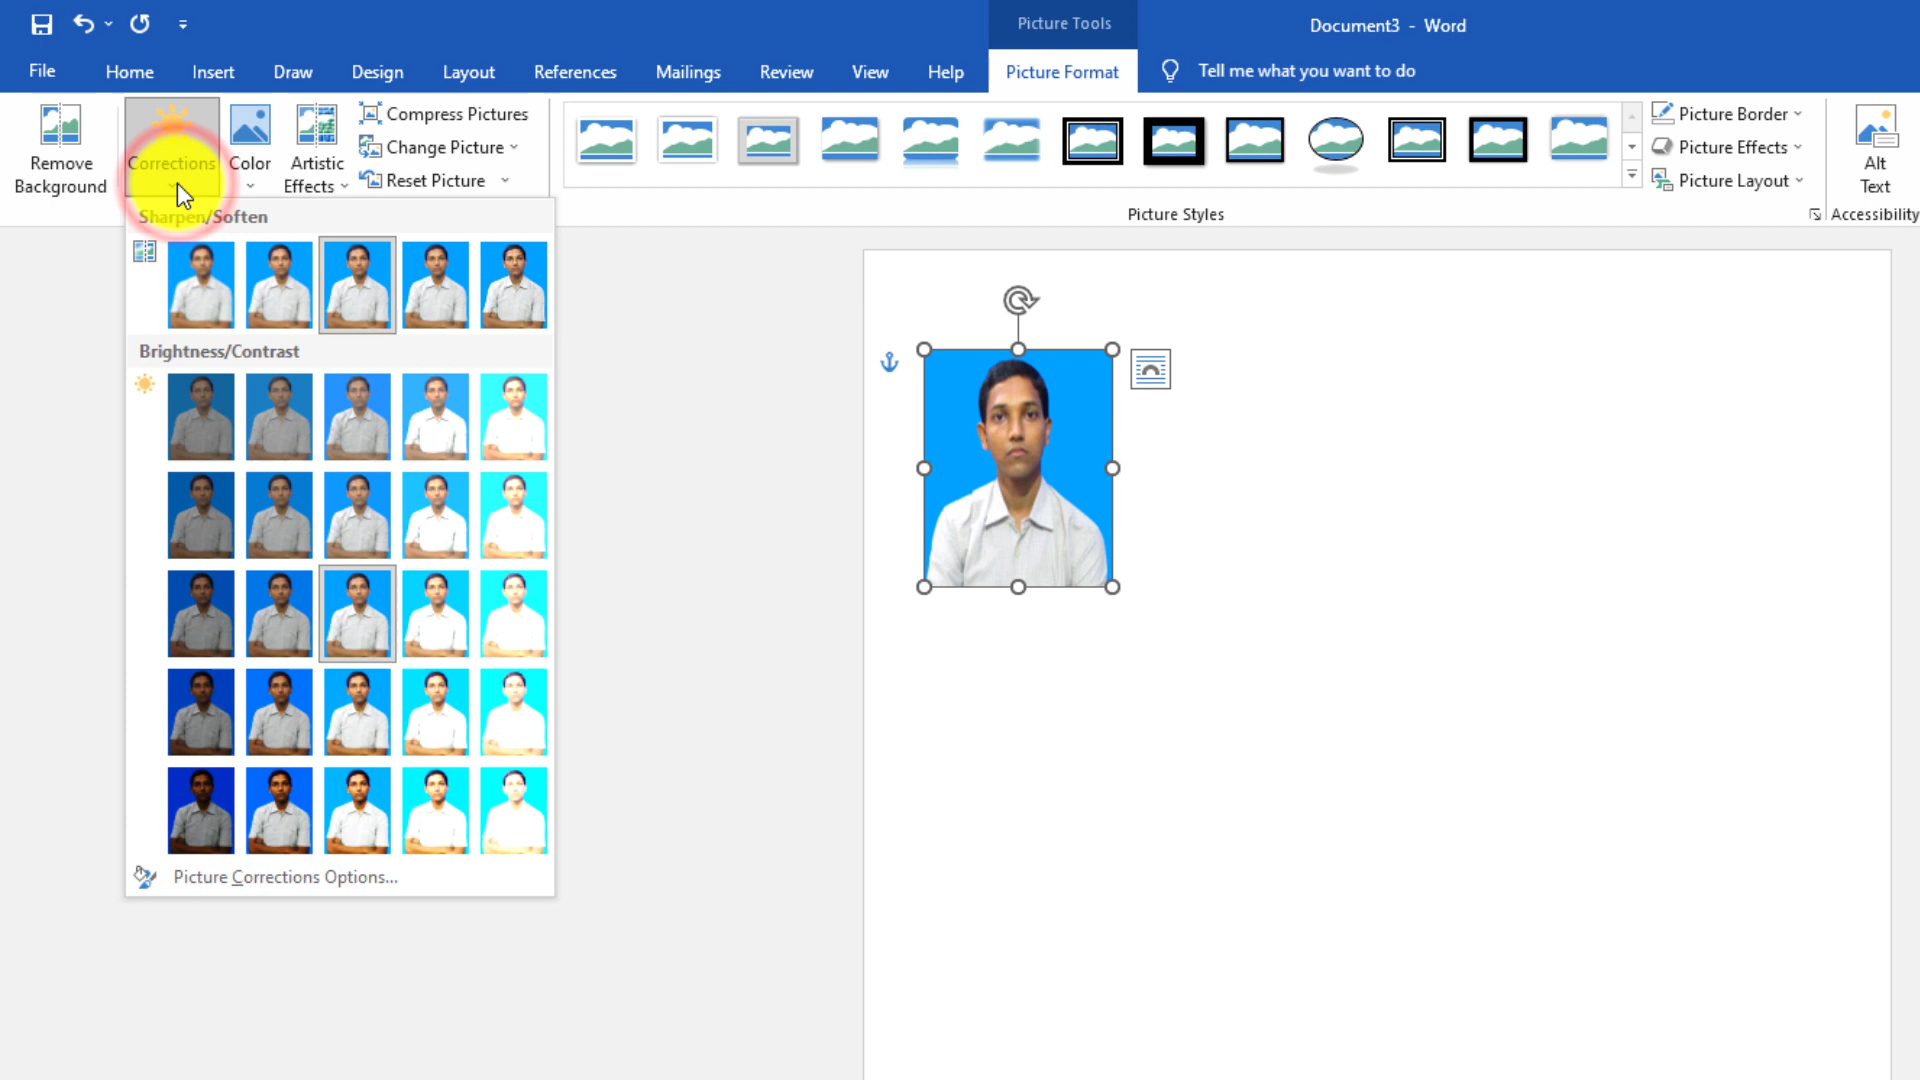 Picture Tools
Document3 - Word
File Home Insert Draw Design Layout References Mailings Review View Help Picture Format Tell me what you want to do
Remove Background
Corrections
Color
Artistic Effects
Compress Pictures
Change Picture
Reset Picture
Picture Border
Picture Effects
Picture Layout
Alt Text
Picture Styles
Accessibility
Sharpen/Soften
Brightness/Contrast
Picture Corrections Options...